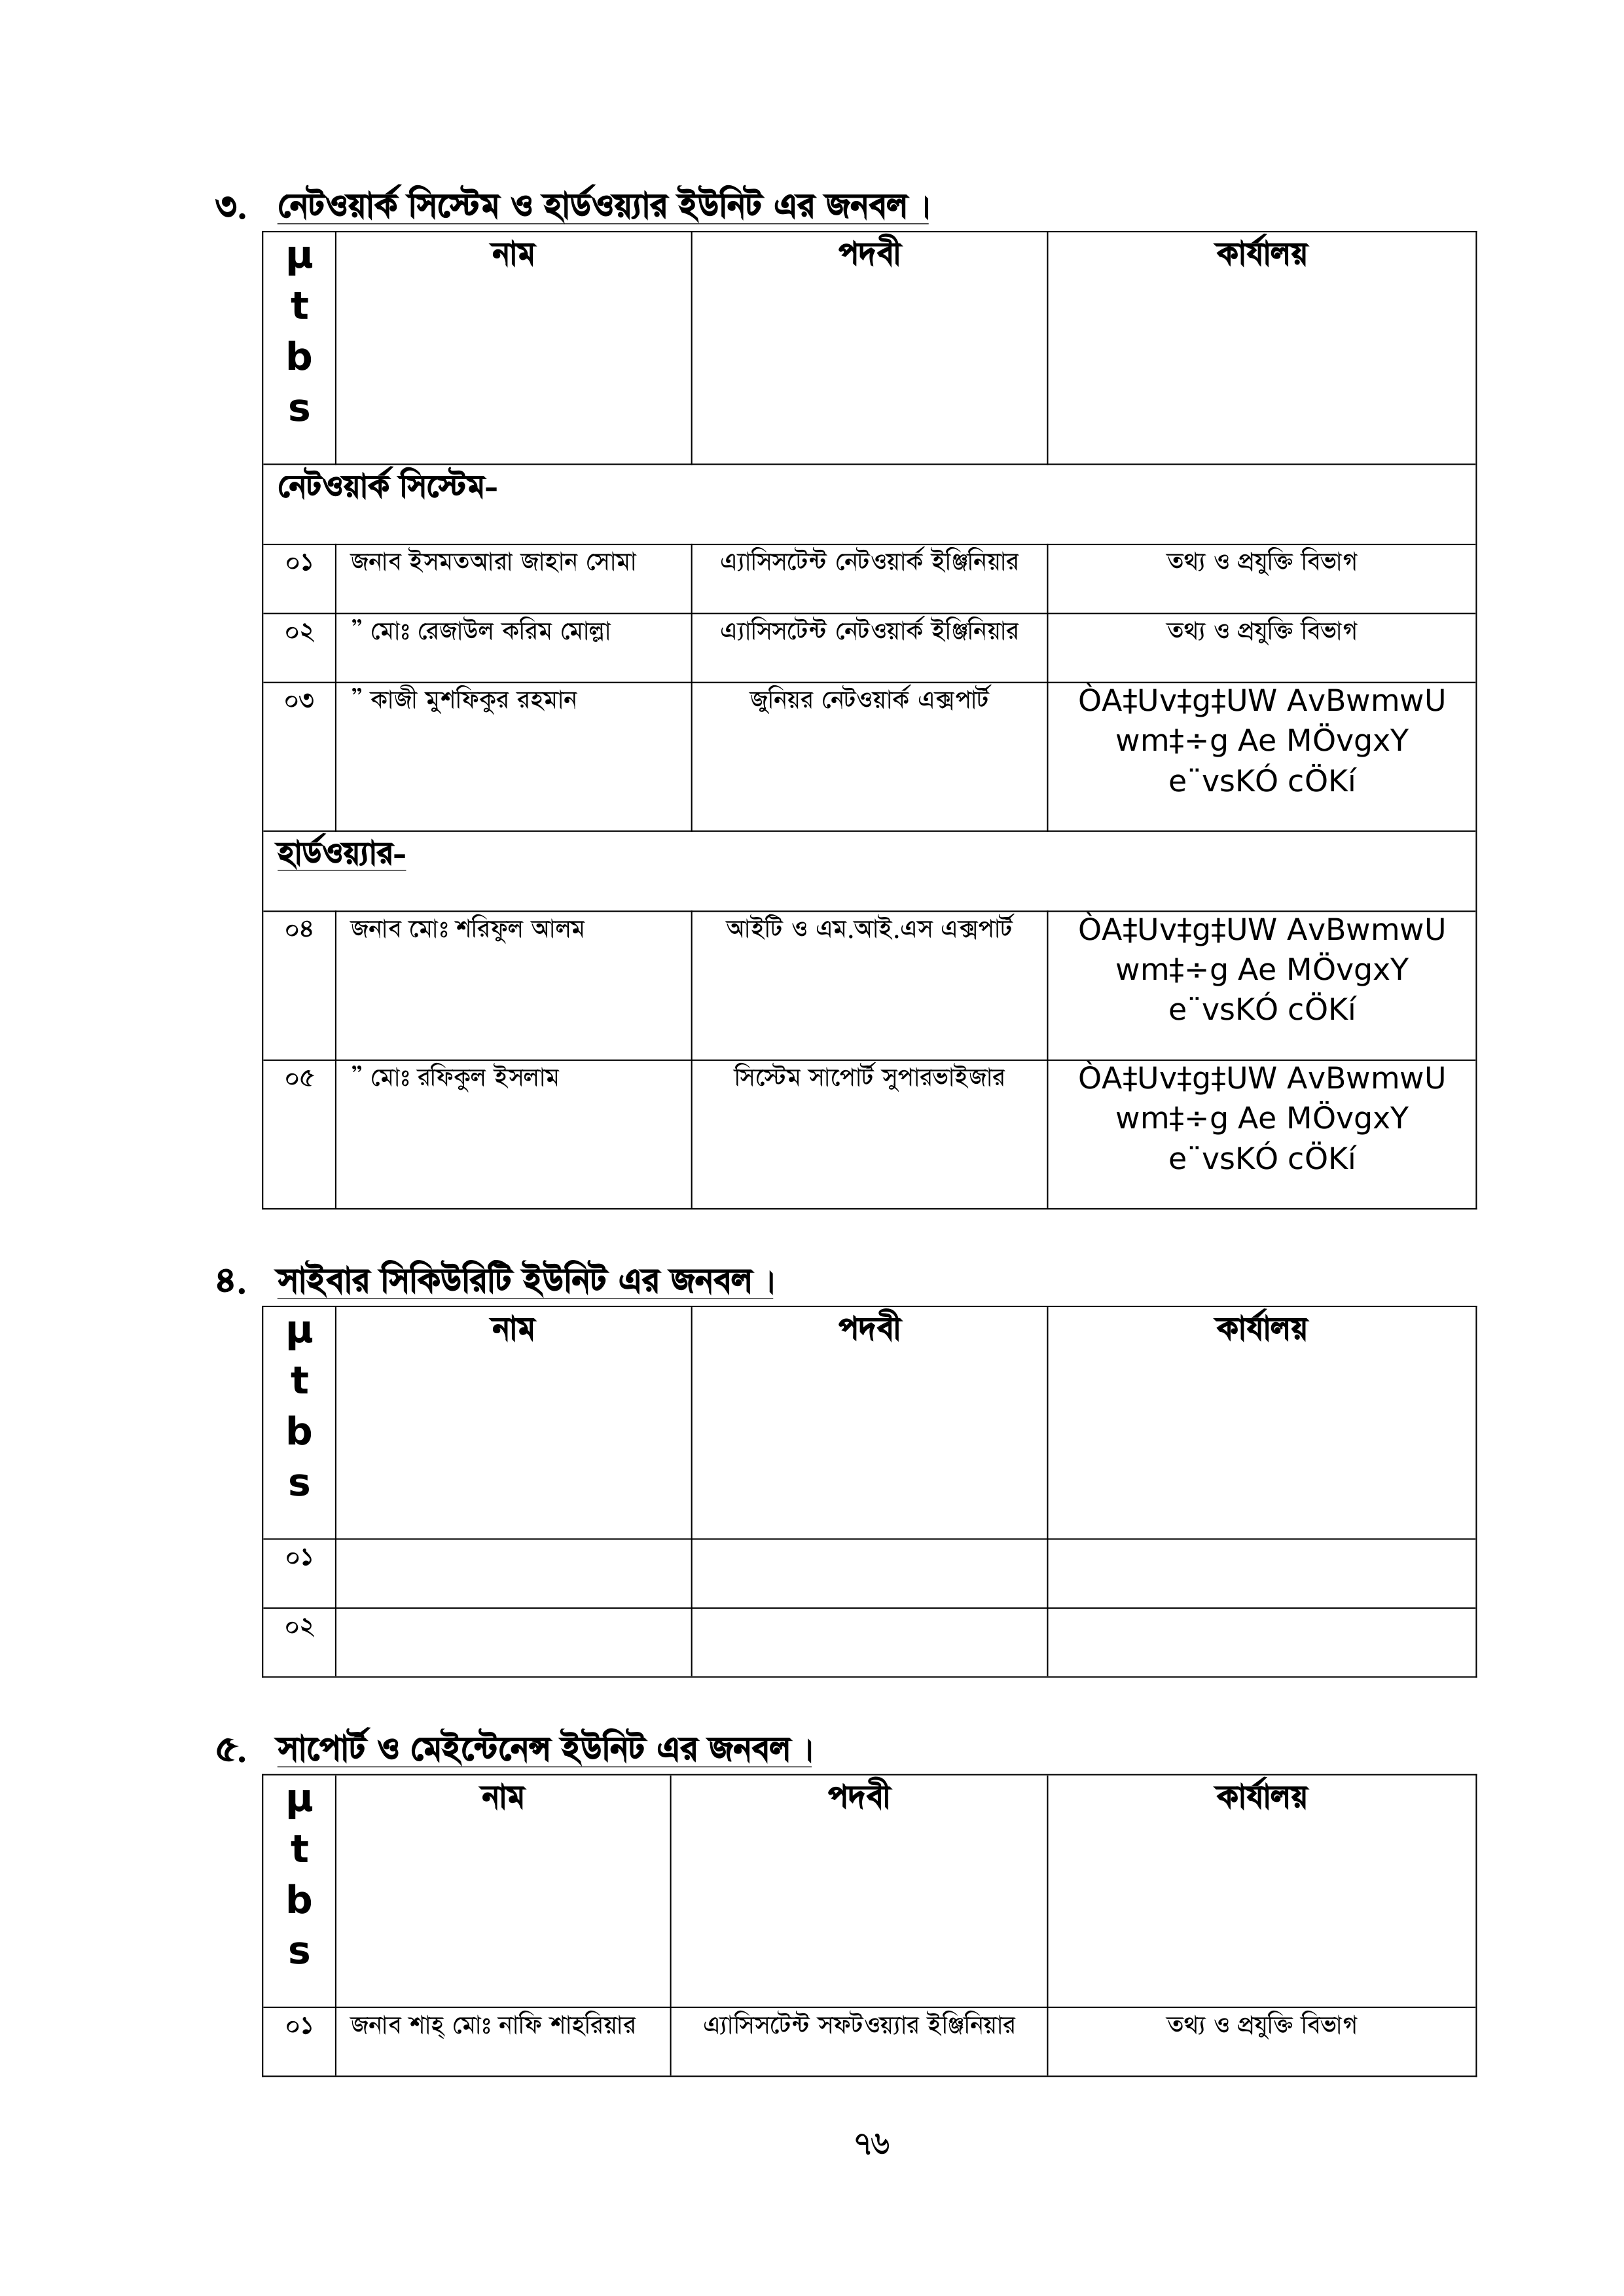 ৩. নেটওয়ার্ক সিস্টেম ও হার্ডওয়্যার ইউনিট এর জনবল।
µ নাম পদবী কার্যালয়
t
b
s
নেটওয়ার্ক সিস্টেম-
০১ জনাব ইসমতআরা জাহান সোমা এ্যাসিসটেন্ট নেটওয়ার্ক ইঞ্জিনিয়ার তথ্য ও প্রযুক্তি বিভাগ
০২ ” মোঃ রেজাউল করিম মোল্লা এ্যাসিসটেন্ট নেটওয়ার্ক ইঞ্জিনিয়ার তথ্য ও প্রযুক্তি বিভাগ
০৩ ” কাজী মুশফিকুর রহমান জুনিয়র নেটওয়ার্ক এক্সপার্ট ÒA‡Uv‡g‡UW AvBwmwU
wm‡÷g Ae MÖvgxY
e¨vsKÓ cÖKí
হার্ডওয়্যার-
০৪ জনাব মোঃ শরিফুল আলম আইটি ও এম.আই.এস এক্সপার্ট ÒA‡Uv‡g‡UW AvBwmwU
wm‡÷g Ae MÖvgxY
e¨vsKÓ cÖKí
০৫ ” মোঃ রফিকুল ইসলাম সিস্টেম সাপোর্ট সুপারভাইজার ÒA‡Uv‡g‡UW AvBwmwU
wm‡÷g Ae MÖvgxY
e¨vsKÓ cÖKí
৪. সাইবার সিকিউরিটি ইউনিট এর জনবল।
µ নাম পদবী কার্যালয়
t
b
s
০১
০২
৫. সাপোর্ট ও মেইন্টেনেন্স ইউনিট এর জনবল।
µ নাম পদবী কার্যালয়
t
b
s
০১ জনাব শাহ্ মোঃ নাফি শাহরিয়ার এ্যাসিসটেন্ট সফটওয়্যার ইঞ্জিনিয়ার তথ্য ও প্রযুক্তি বিভাগ
৭৬